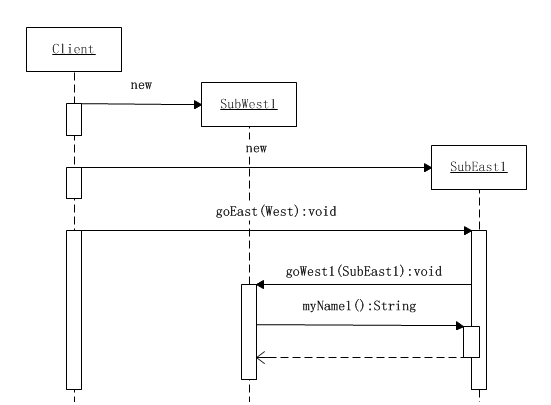 Client
new
SubWest1
new
SubEast1
goEast(West):void
goWest1(SubEast1):void
myName1():String